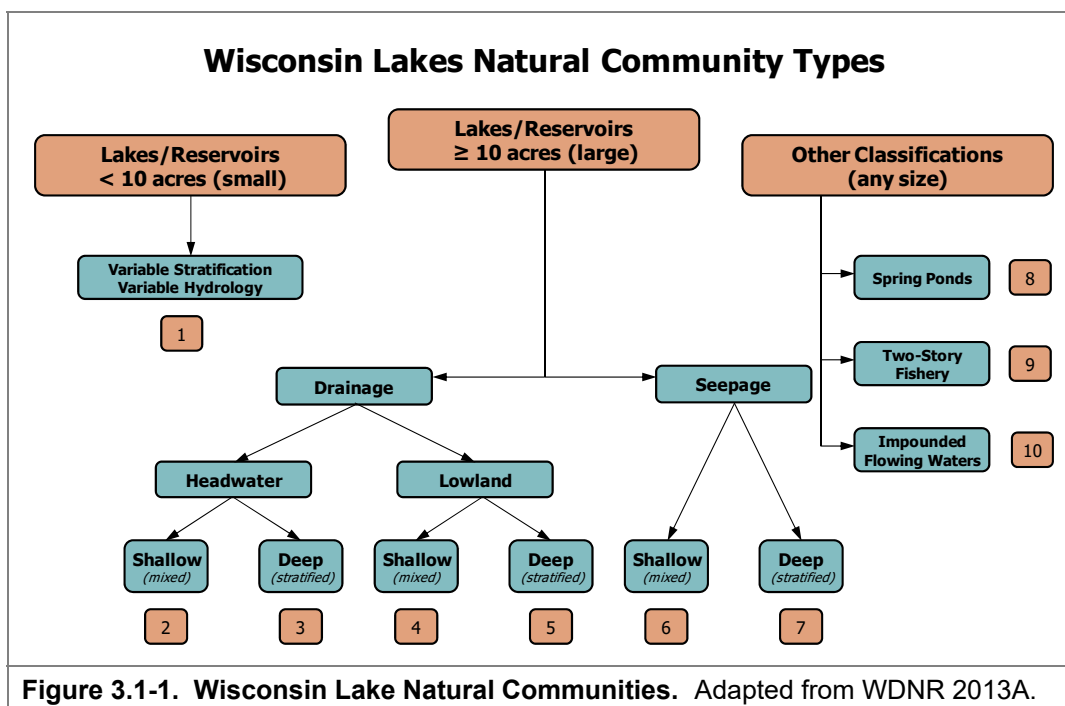 Wisconsin Lakes Natural Community Types
Lakes/Reservoirs
< 10 acres (small)
Lakes/Reservoirs
≥ 10 acres (large)
Other Classifications
(any size)
Variable Stratification
Variable Hydrology
1
Spring Ponds
8
Two-Story
Fishery
9
Impounded
Flowing Waters
10
Drainage
Seepage
Headwater
Lowland
Shallow
(mixed)
Deep
(stratified)
Shallow
(mixed)
Deep
(stratified)
Shallow
(mixed)
Deep
(stratified)
2
3
4
5
6
7
Figure 3.1-1. Wisconsin Lake Natural Communities. Adapted from WDNR 2013A.